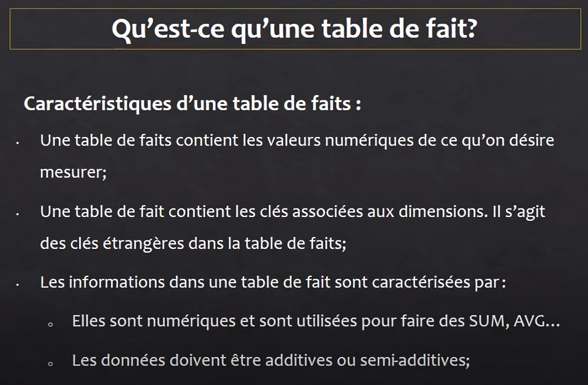 Qu'est-ce qu'une table de fait?
Caractéristiques d'une table de faits :
· Une table de faits contient les valeurs numériques de ce qu'on désire
mesurer;
· Une table de fait contient les clés associées aux dimensions. Il s'agit
des clés étrangères dans la table de faits;
· Les informations dans une table de fait sont caractérisées par :
o Elles sont numériques et sont utilisées pour faire des SUM, AVG...
o Les données doivent être additives ou semi-additives;